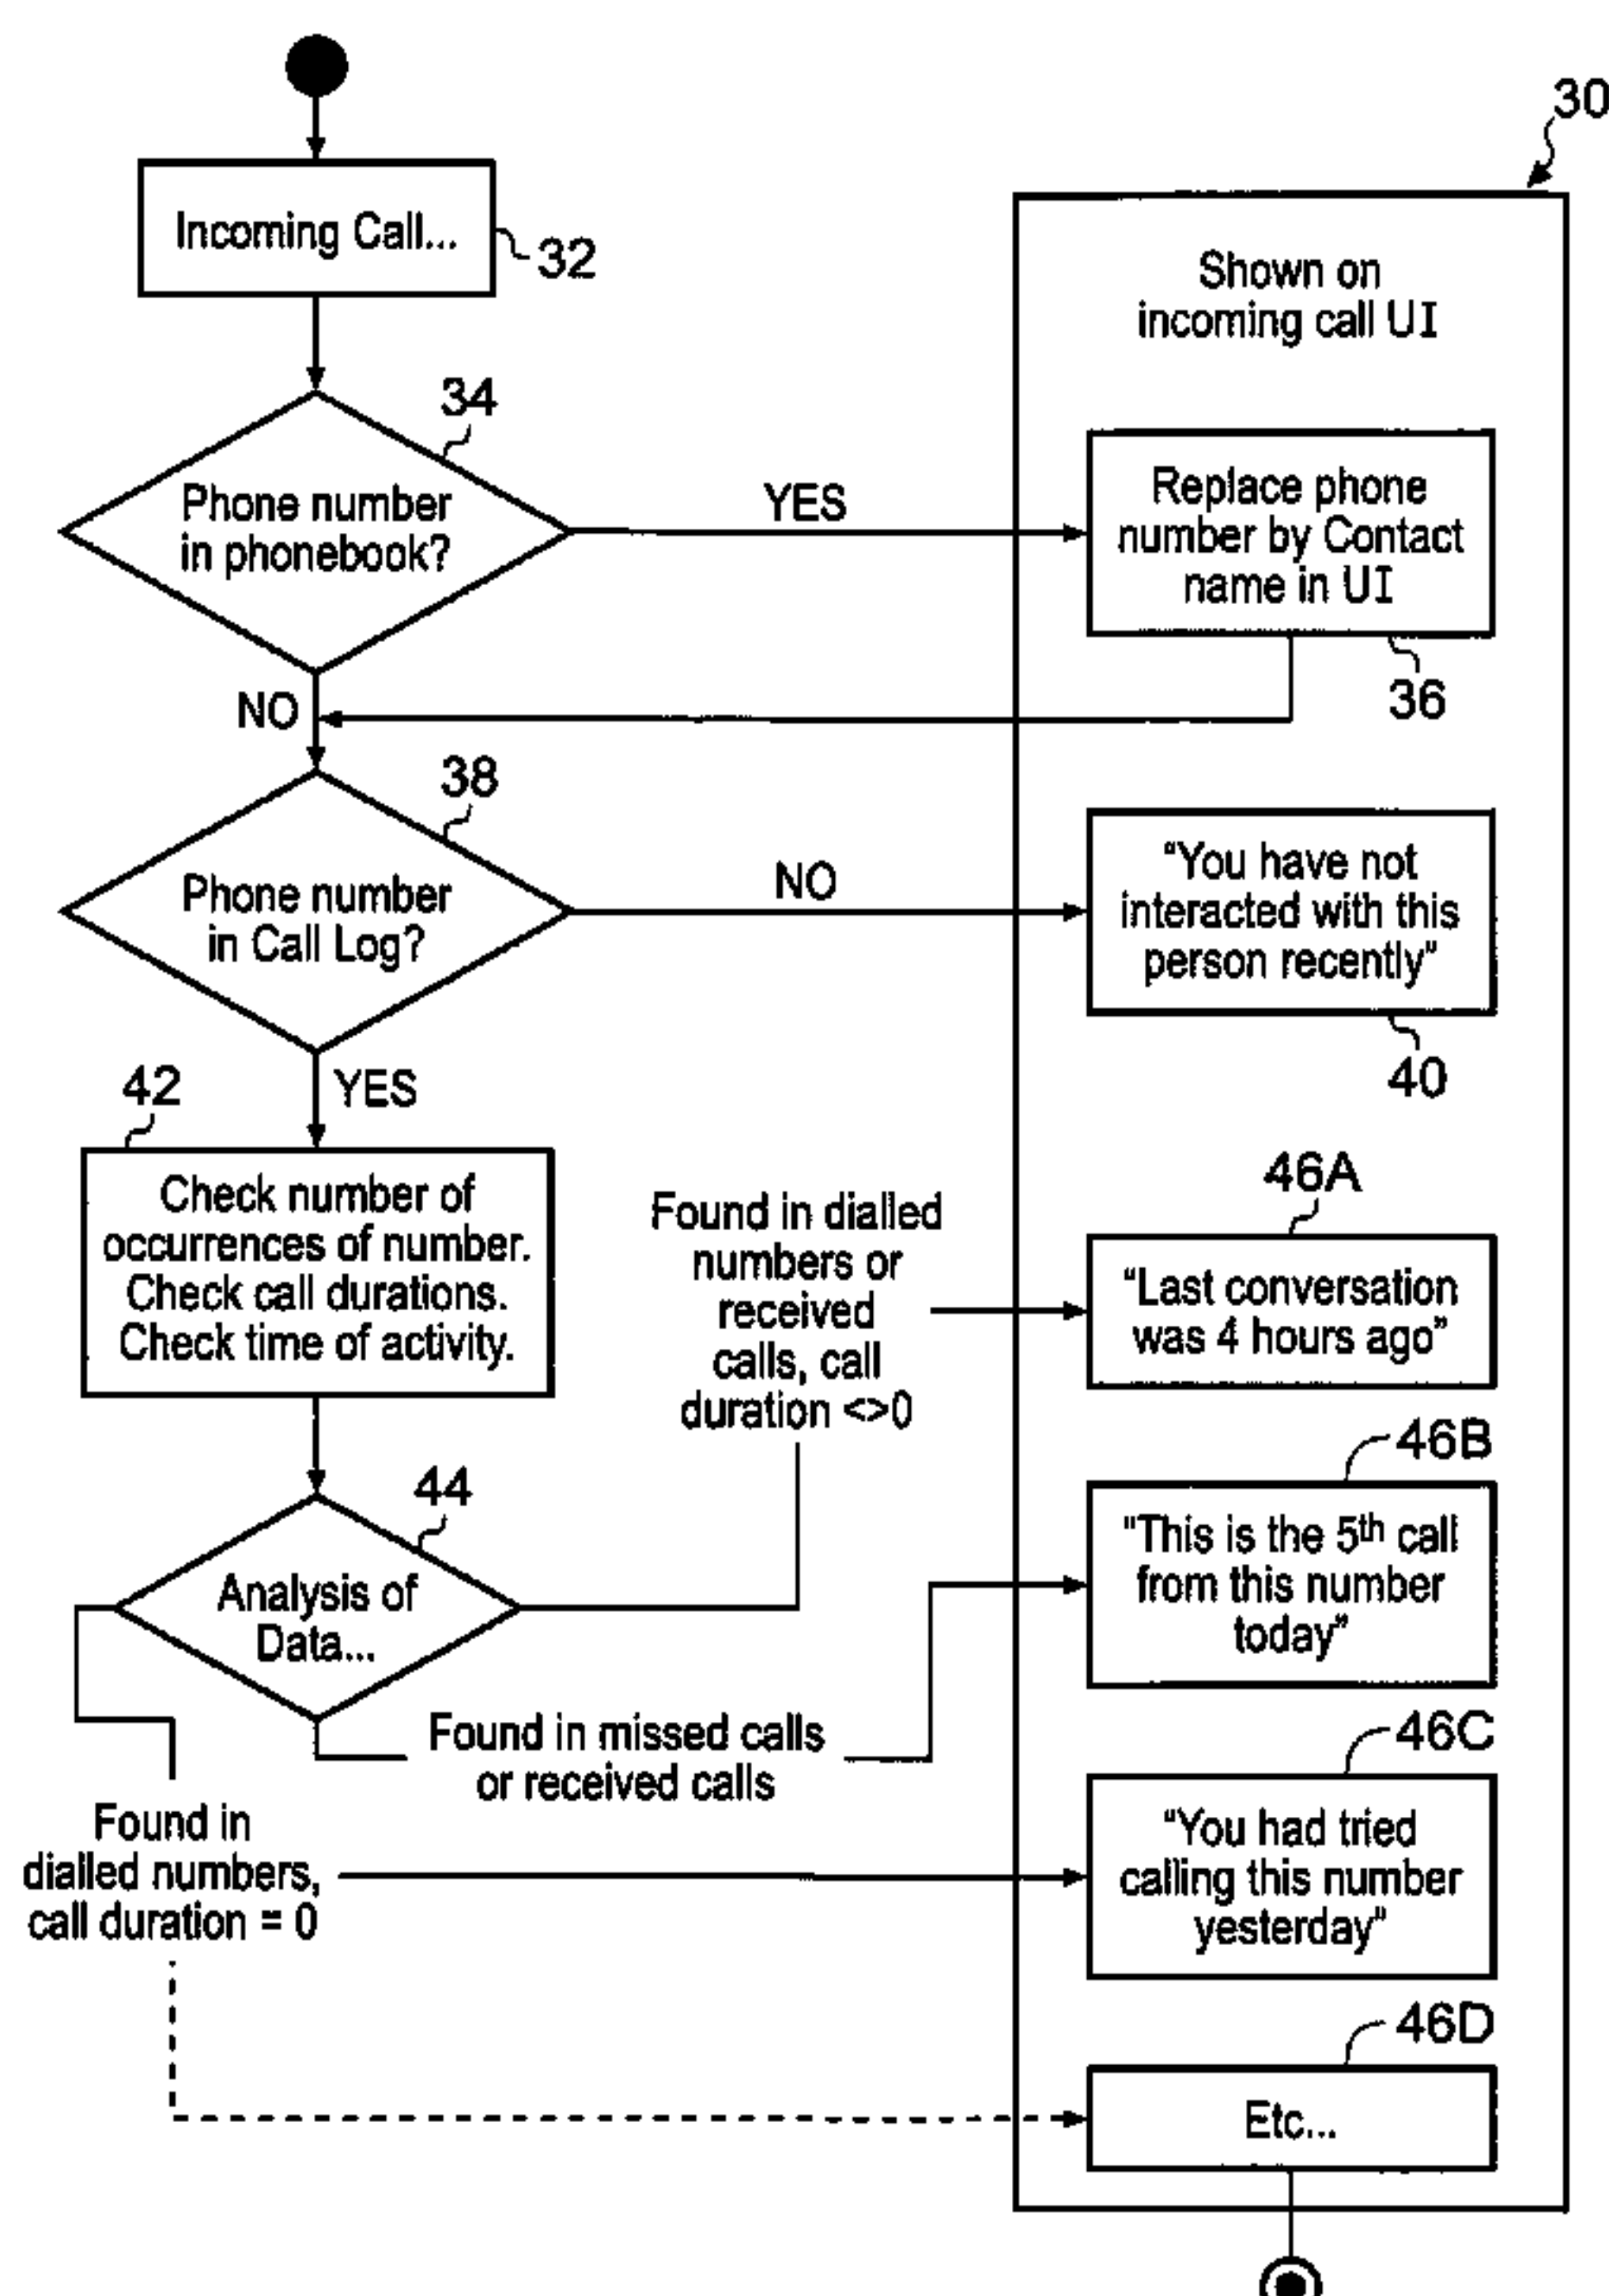 30
Incoming Call...
32
Shown on
incoming call UI
34
Phone number
in phonebook?
YES
Replace phone
number by Contact
name in UI
36
NO
38
Phone number
in Call Log?
NO
“You have not
interacted with this
person recently”
40
YES
42
Check number of
occurrences of number.
Check call durations.
Check time of activity.
Found in dialled
numbers or
received
calls, call
duration <>0
46A
“Last conversation
was 4 hours ago”
44
Analysis of
Data...
46B
“This is the 5th call
from this number
today”
Found in missed calls
or received calls
46C
“You had tried
calling this number
yesterday”
Found in
dialled numbers,
call duration = 0
46D
Etc...